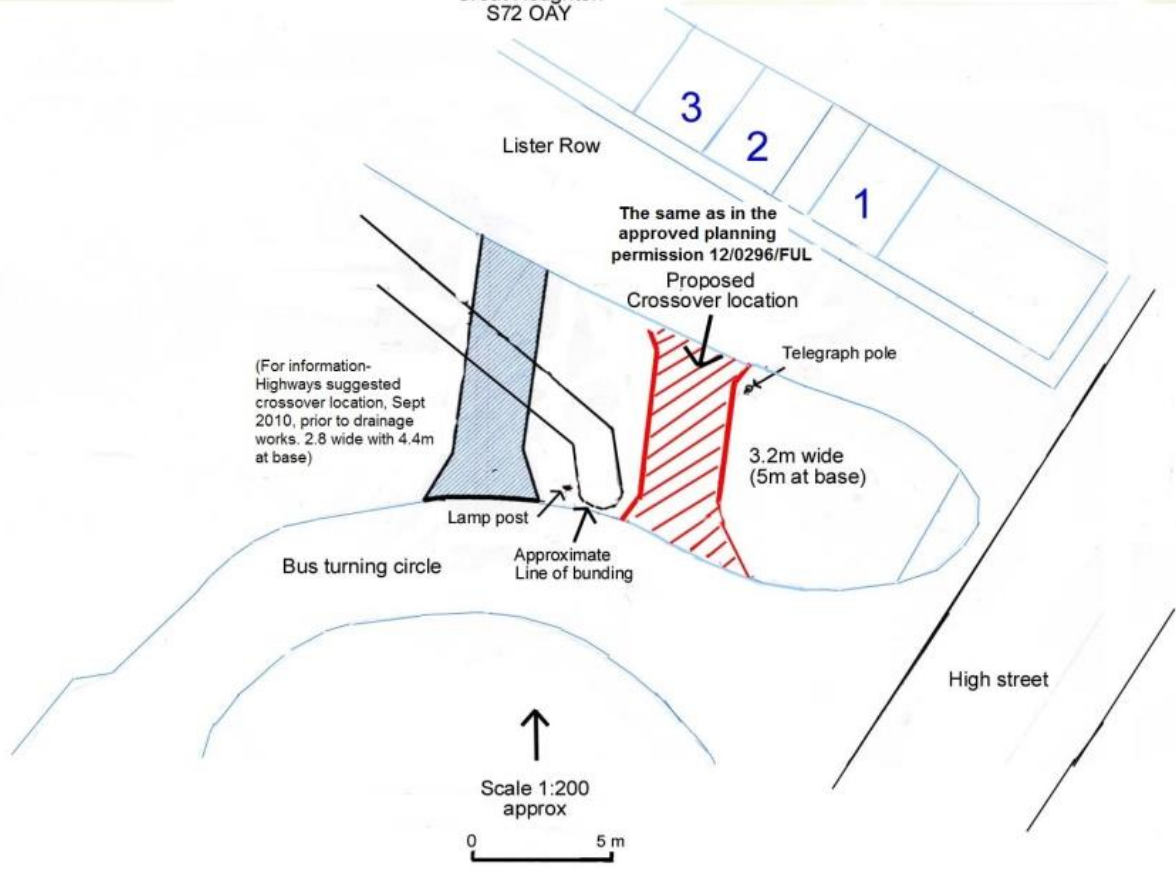 S72 OAY
3
2
1
Lister Row
The same as in the
approved planning
permission 12/0296/FUL
Proposed
Crossover location
Telegraph pole
(For information-
Highways suggested
crossover location, Sept
2010, prior to drainage
works. 2.8 wide with 4.4m
at base)
3.2m wide
(5m at base)
Lamp post
Approximate
Line of bunding
Bus turning circle
High street
Scale 1:200
approx
0 5 m